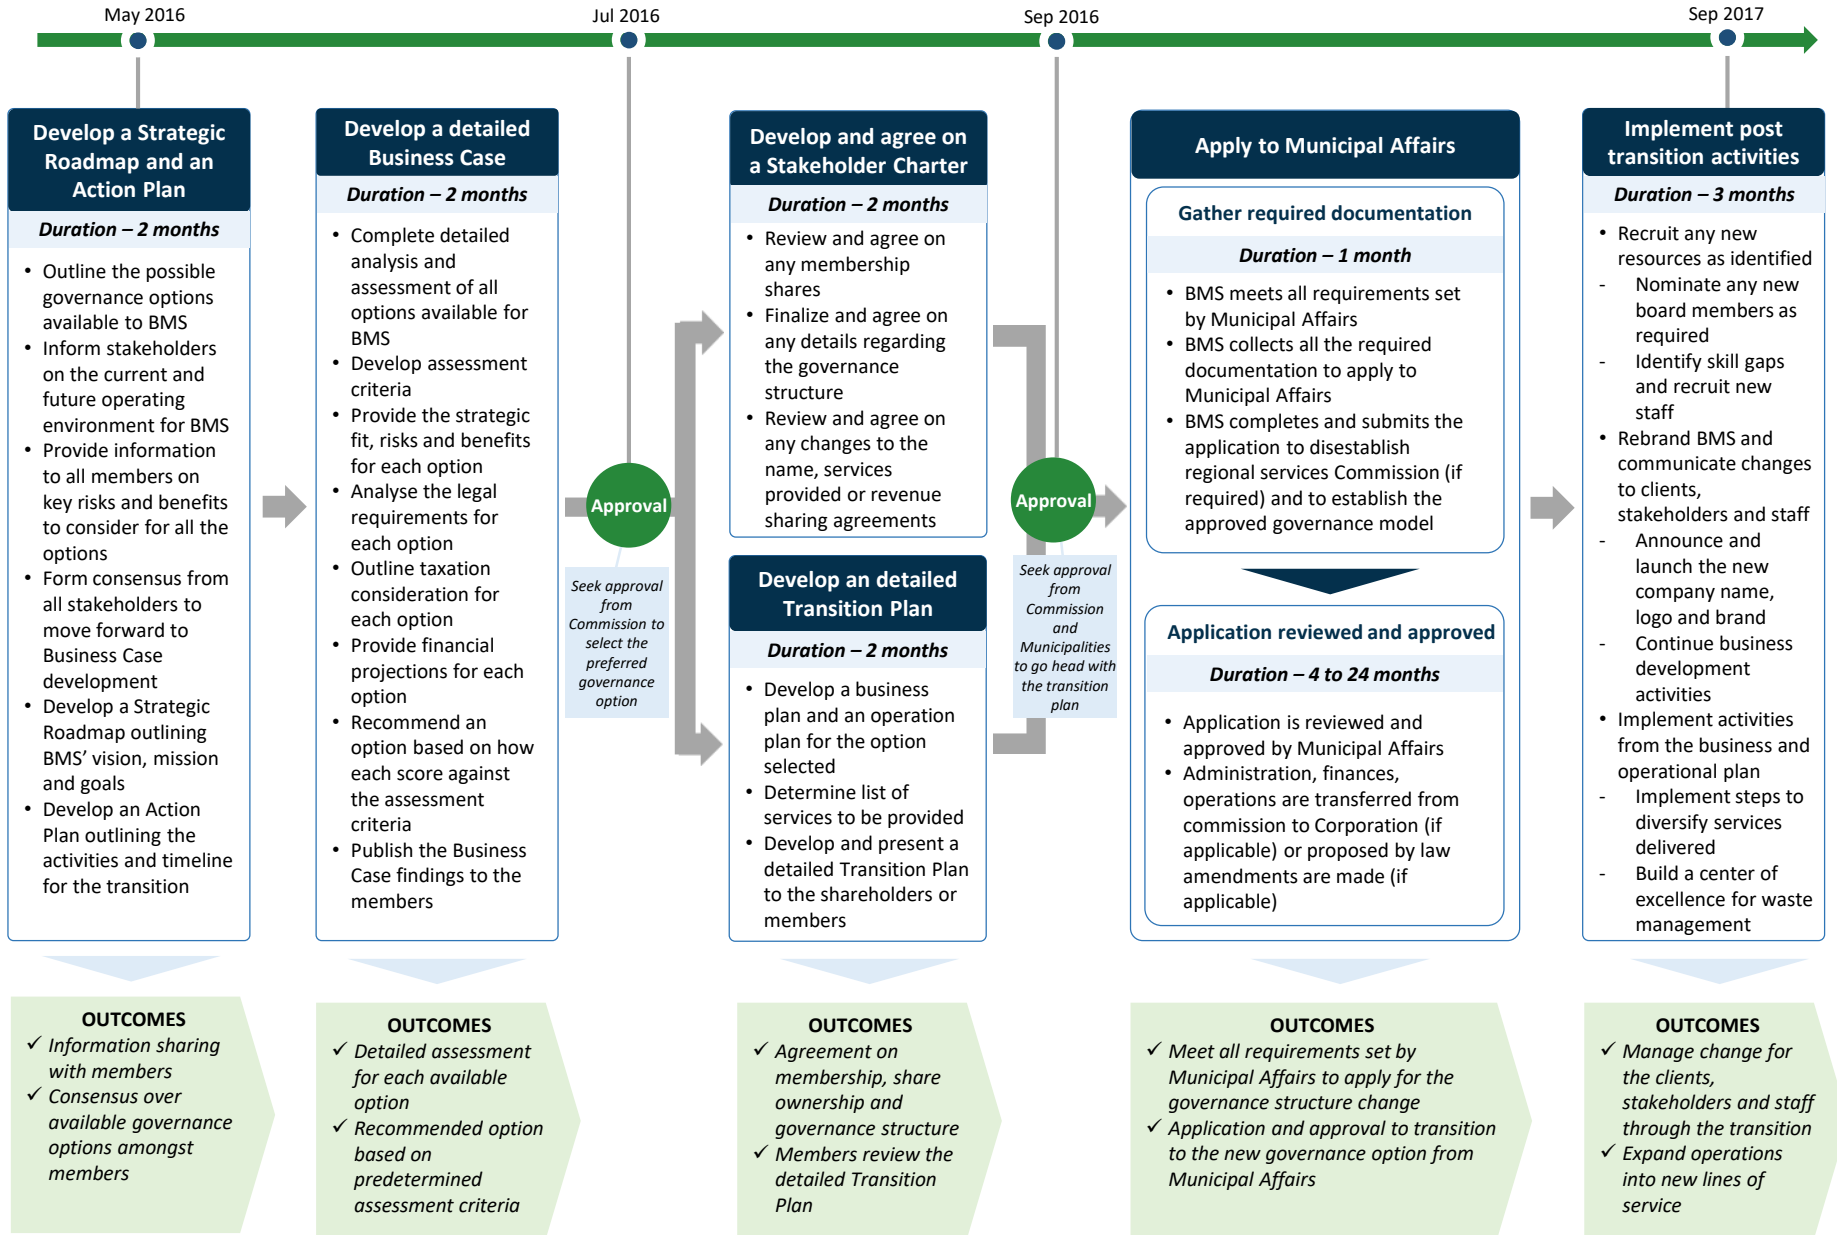 May 2016
Jul 2016
Sep 2016
Sep 2017
Develop a Strategic
Roadmap and an
Action Plan
Duration – 2 months
• Outline the possible
governance options
available to BMS
• Inform stakeholders
on the current and
future operating
environment for BMS
• Provide information
to all members on
key risks and benefits
to consider for all the
options
• Form consensus from
all stakeholders to
move forward to
Business Case
development
• Develop a Strategic
Roadmap outlining
BMS’ vision, mission
and goals
• Develop an Action
Plan outlining the
activities and timeline
for the transition
Develop a detailed
Business Case
Duration – 2 months
• Complete detailed
analysis and
assessment of all
options available for
BMS
• Develop assessment
criteria
• Provide the strategic
fit, risks and benefits
for each option
• Analyse the legal
requirements for
each option
• Outline taxation
consideration for
each option
• Provide financial
projections for each
option
• Recommend an
option based on how
each score against
the assessment
criteria
• Publish the Business
Case findings to the
members
Approval
Seek approval
from
Commission to
select the
preferred
governance
option
Develop and agree on
a Stakeholder Charter
Duration – 2 months
• Review and agree on
any membership
shares
• Finalize and agree on
any details regarding
the governance
structure
• Review and agree on
any changes to the
name, services
provided or revenue
sharing agreements
Develop an detailed
Transition Plan
Duration – 2 months
• Develop a business
plan and an operation
plan for the option
selected
• Determine list of
services to be provided
• Develop and present a
detailed Transition Plan
to the shareholders or
members
Approval
Seek approval
from
Commission
and
Municipalities
to go head with
the transition
plan
Apply to Municipal Affairs
Gather required documentation
Duration – 1 month
• BMS meets all requirements set
by Municipal Affairs
• BMS collects all the required
documentation to apply to
Municipal Affairs
• BMS completes and submits the
application to disestablish
regional services Commission (if
required) and to establish the
approved governance model
Application reviewed and approved
Duration – 4 to 24 months
• Application is reviewed and
approved by Municipal Affairs
• Administration, finances,
operations are transferred from
commission to Corporation (if
applicable) or proposed by law
amendments are made (if
applicable)
Implement post
transition activities
Duration – 3 months
• Recruit any new
resources as identified
- Nominate any new
board members as
required
- Identify skill gaps
and recruit new
staff
• Rebrand BMS and
communicate changes
to clients,
stakeholders and staff
- Announce and
launch the new
company name,
logo and brand
- Continue business
development
activities
• Implement activities
from the business and
operational plan
- Implement steps to
diversify services
delivered
- Build a center of
excellence for waste
management
OUTCOMES
✓ Information sharing
with members
✓ Consensus over
available governance
options amongst
members
OUTCOMES
✓ Detailed assessment
for each available
option
✓ Recommended option
based on
predetermined
assessment criteria
OUTCOMES
✓ Agreement on
membership, share
ownership and
governance structure
✓ Members review the
detailed Transition
Plan
OUTCOMES
✓ Meet all requirements set by
Municipal Affairs to apply for the
governance structure change
✓ Application and approval to transition
to the new governance option from
Municipal Affairs
OUTCOMES
✓ Manage change for
the clients,
stakeholders and staff
through the transition
✓ Expand operations
into new lines of
service